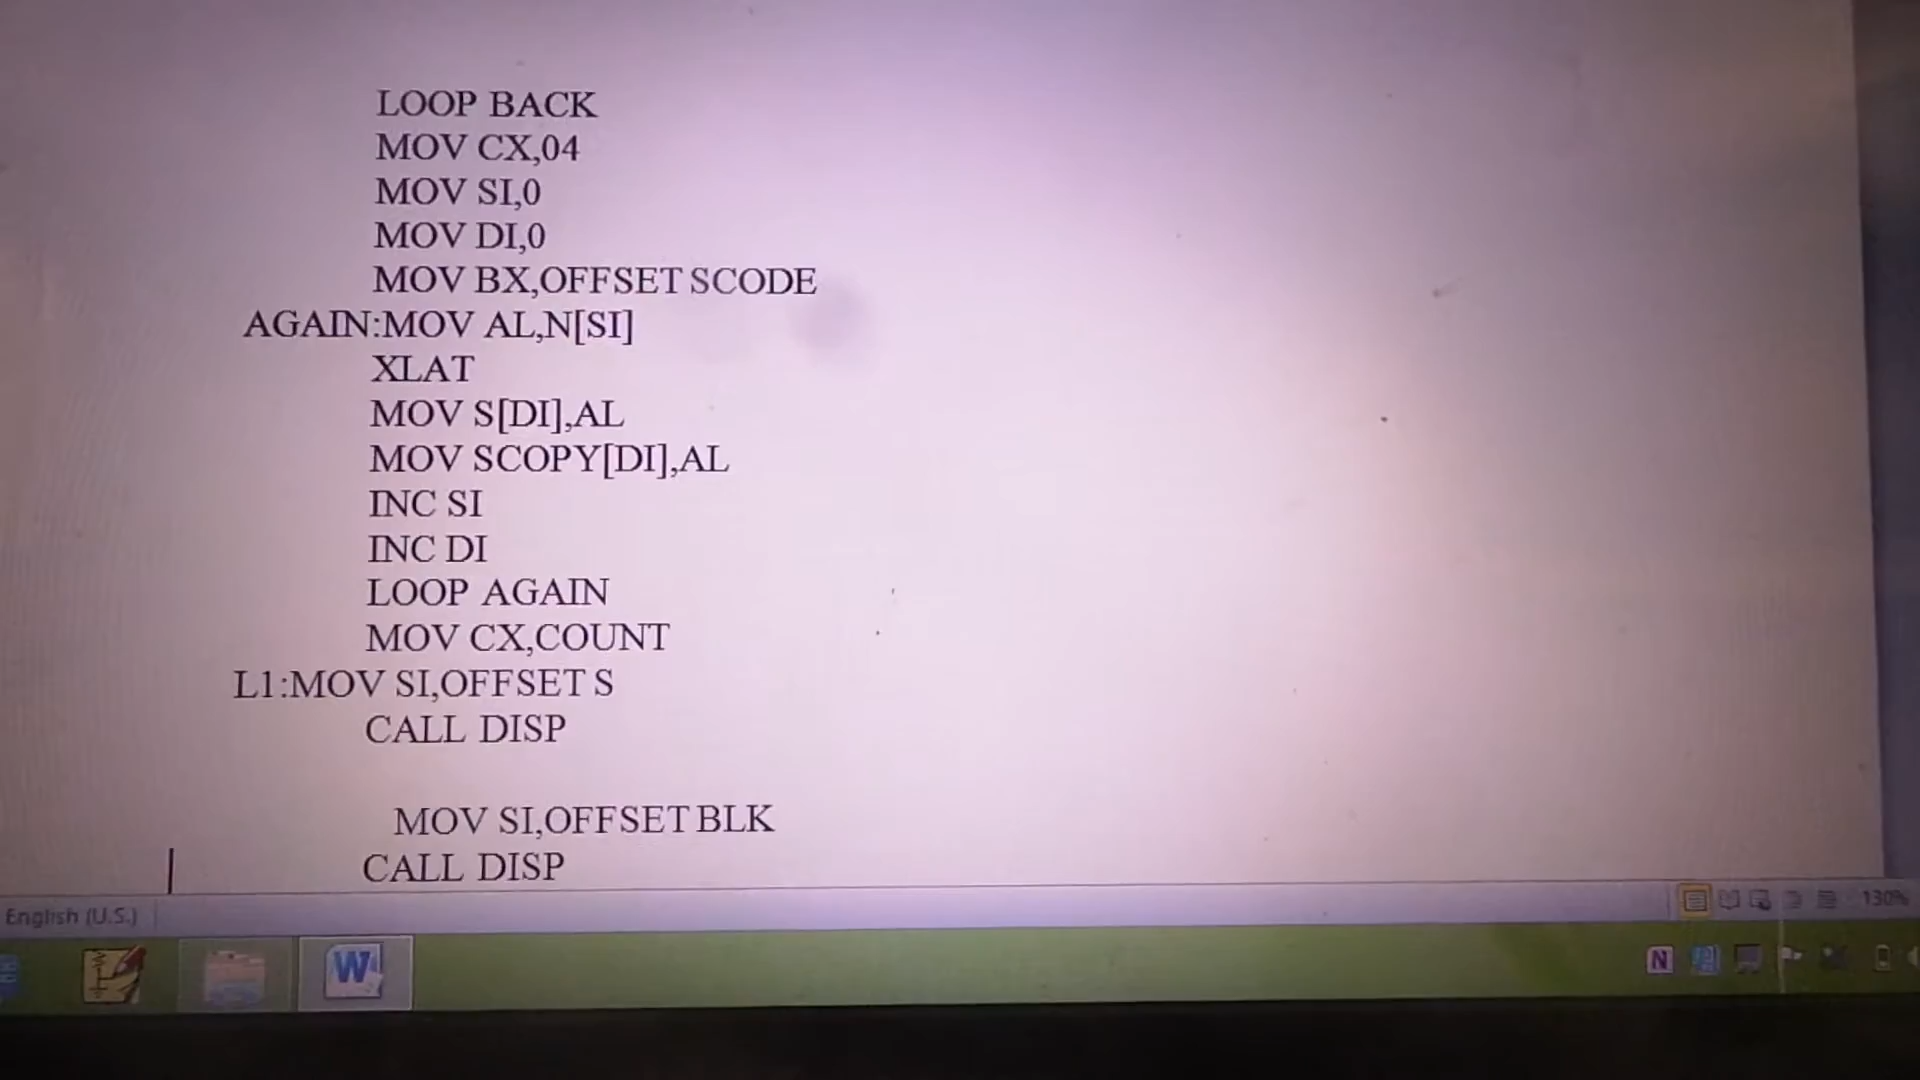 LOOP BACK
MOV CX,04
MOV SI,0
MOV DI,0
MOV BX,OFFSET SCODE
AGAIN:MOV AL,N[SI]
XLAT
MOV S[DI],AL
MOV SCOPY[DI],AL
INC SI
INC DI
LOOP AGAIN
MOV CX,COUNT
L1:MOV SI,OFFSET S
CALL DISP
MOV SI,OFFSET BLK
CALL DISP
English (U.S.)
130%
W
N